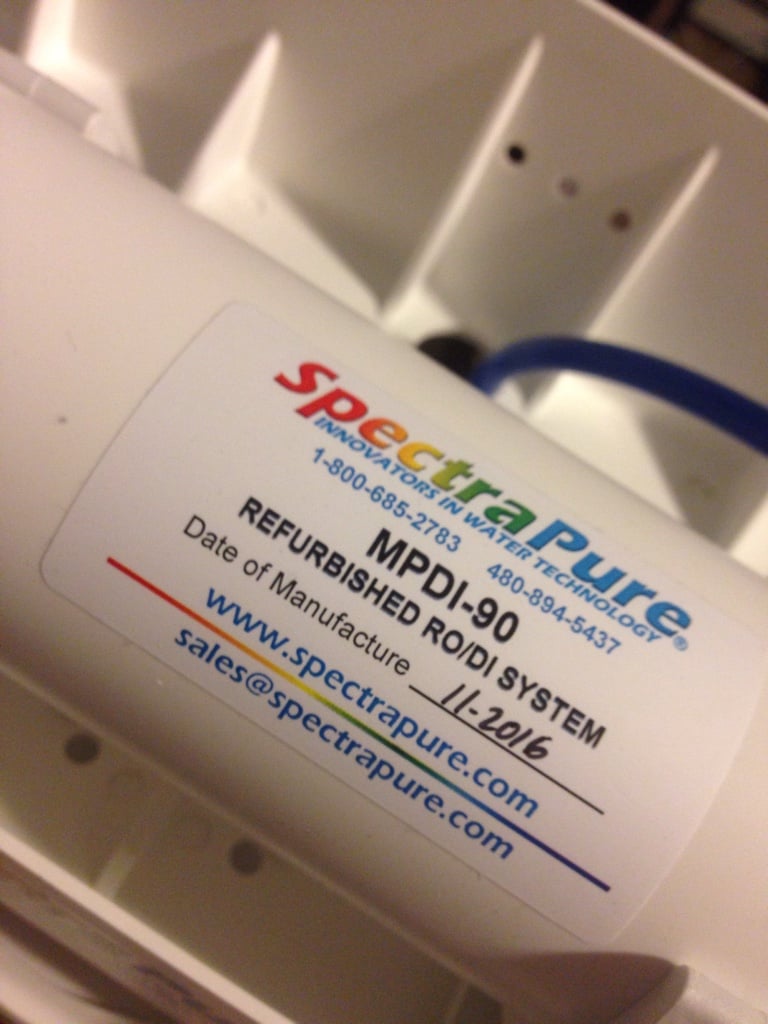 SpectraPure®
INNOVATORS IN WATER TECHNOLOGY
1-800-685-2783 480-894-5437
MPDI-90
REFURBISHED RO/DI SYSTEM
Date of Manufacture 11-2016
www.spectrapure.com
sales@spectrapure.com